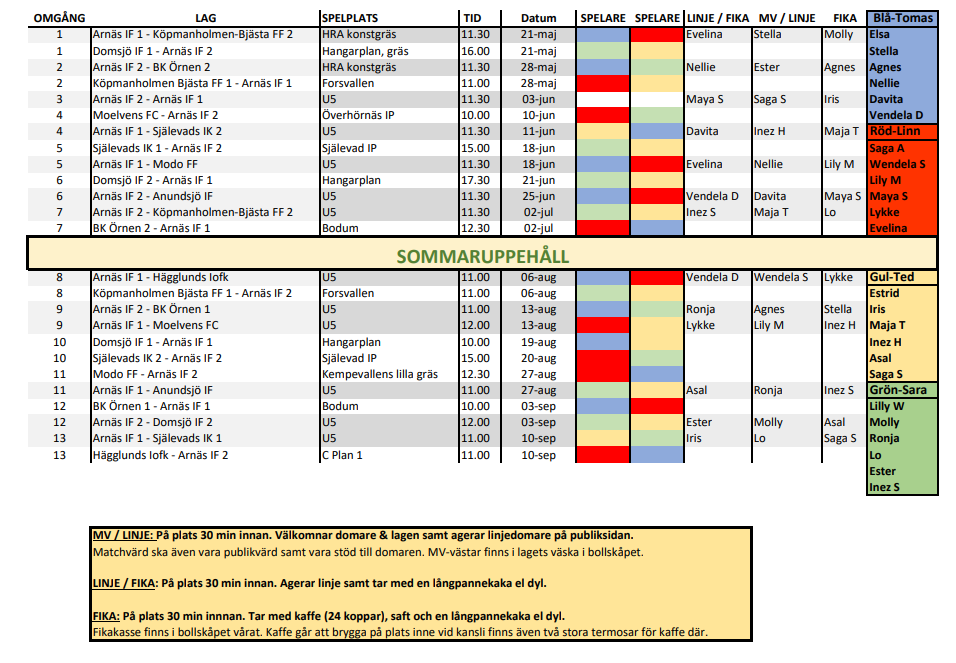 OMGÅNG LAG SPELPLATS TID Datum SPELARE SPELARE LINJE / FIKA MV / LINJE FIKA Blå-Tomas
1 Arnäs IF 1 - Köpmanholmen-Bjästa FF 2 HRA konstgräs 11.30 21-maj Evelina Stella Molly Elsa
1 Domsjö IF 1 - Arnäs IF 2 Hangarplan, gräs 16.00 21-maj Stella
2 Arnäs IF 2 - BK Örnen 2 HRA konstgräs 11.30 28-maj Nellie Ester Agnes Agnes
2 Köpmanholmen Bjästa FF 1 - Arnäs IF 1 Forsvallen 11.00 28-maj Nellie
3 Arnäs IF 2 - Arnäs IF 1 U5 11.30 03-jun Maya S Saga S Iris Davita
4 Moelvens FC - Arnäs IF 2 Överhörnäs IP 10.00 10-jun Vendela D
4 Arnäs IF 1 - Själevads IK 2 U5 11.30 11-jun Davita Inez H Maja T Röd-Linn
5 Själevads IK 1 - Arnäs IF 2 Själevad IP 15.00 18-jun Saga A
5 Arnäs IF 1 - Modo FF U5 11.30 18-jun Evelina Nellie Lily M Wendela S
6 Domsjö IF 2 - Arnäs IF 1 Hangarplan 17.30 21-jun Lily M
6 Arnäs IF 2 - Anundsjö IF U5 11.30 25-jun Vendela D Davita Maya S Maya S
7 Arnäs IF 2 - Köpmanholmen-Bjästa FF 2 U5 11.30 02-jul Inez S Maja T Lo Lykke
7 BK Örnen 2 - Arnäs IF 1 Bodum 12.30 02-jul Evelina
SOMMARUPPEHÅLL
8 Arnäs IF 1 - Hägglunds Iofk U5 11.00 06-aug Vendela D Wendela S Lykke Gul-Ted
8 Köpmanholmen Bjästa FF 1 - Arnäs IF 2 Forsvallen 11.00 06-aug Estrid
9 Arnäs IF 2 - BK Örnen 1 U5 11.00 13-aug Ronja Agnes Stella Iris
9 Arnäs IF 1 - Moelvens FC U5 12.00 13-aug Lykke Lily M Inez H Maja T
10 Domsjö IF 1 - Arnäs IF 1 Hangarplan 10.00 19-aug Inez H
10 Själevads IK 2 - Arnäs IF 2 Själevad IP 15.00 20-aug Asal
11 Modo FF - Arnäs IF 2 Kempevallens lilla gräs 12.30 27-aug Saga S
11 Arnäs IF 1 - Anundsjö IF U5 11.00 27-aug Asal Ronja Inez S Grön-Sara
12 BK Örnen 1 - Arnäs IF 1 Bodum 10.00 03-sep Lilly W
12 Arnäs IF 2 - Domsjö IF 2 U5 12.00 03-sep Ester Molly Asal Molly
13 Arnäs IF 1 - Själevads IK 1 U5 11.00 10-sep Iris Lo Saga S Ronja
13 Hägglunds Iofk - Arnäs IF 2 C Plan 1 11.00 10-sep Lo
Ester
Inez S
MV / LINJE: På plats 30 min innan. Välkomnar domare & lagen samt agerar linjedomare på publiksidan.
Matchvärd ska även vara publikvärd samt vara stöd till domaren. MV-västar finns i lagets väska i bollskåpet.
LINJE / FIKA: På plats 30 min innan. Agerar linje samt tar med en långpannekaka el dyl.
FIKA: På plats 30 min innnan. Tar med kaffe (24 koppar), saft och en långpannekaka el dyl.
Fikakasse finns i bollskåpet vårat. Kaffe går att brygga på plats inne vid kansli finns även två stora termosar för kaffe där.